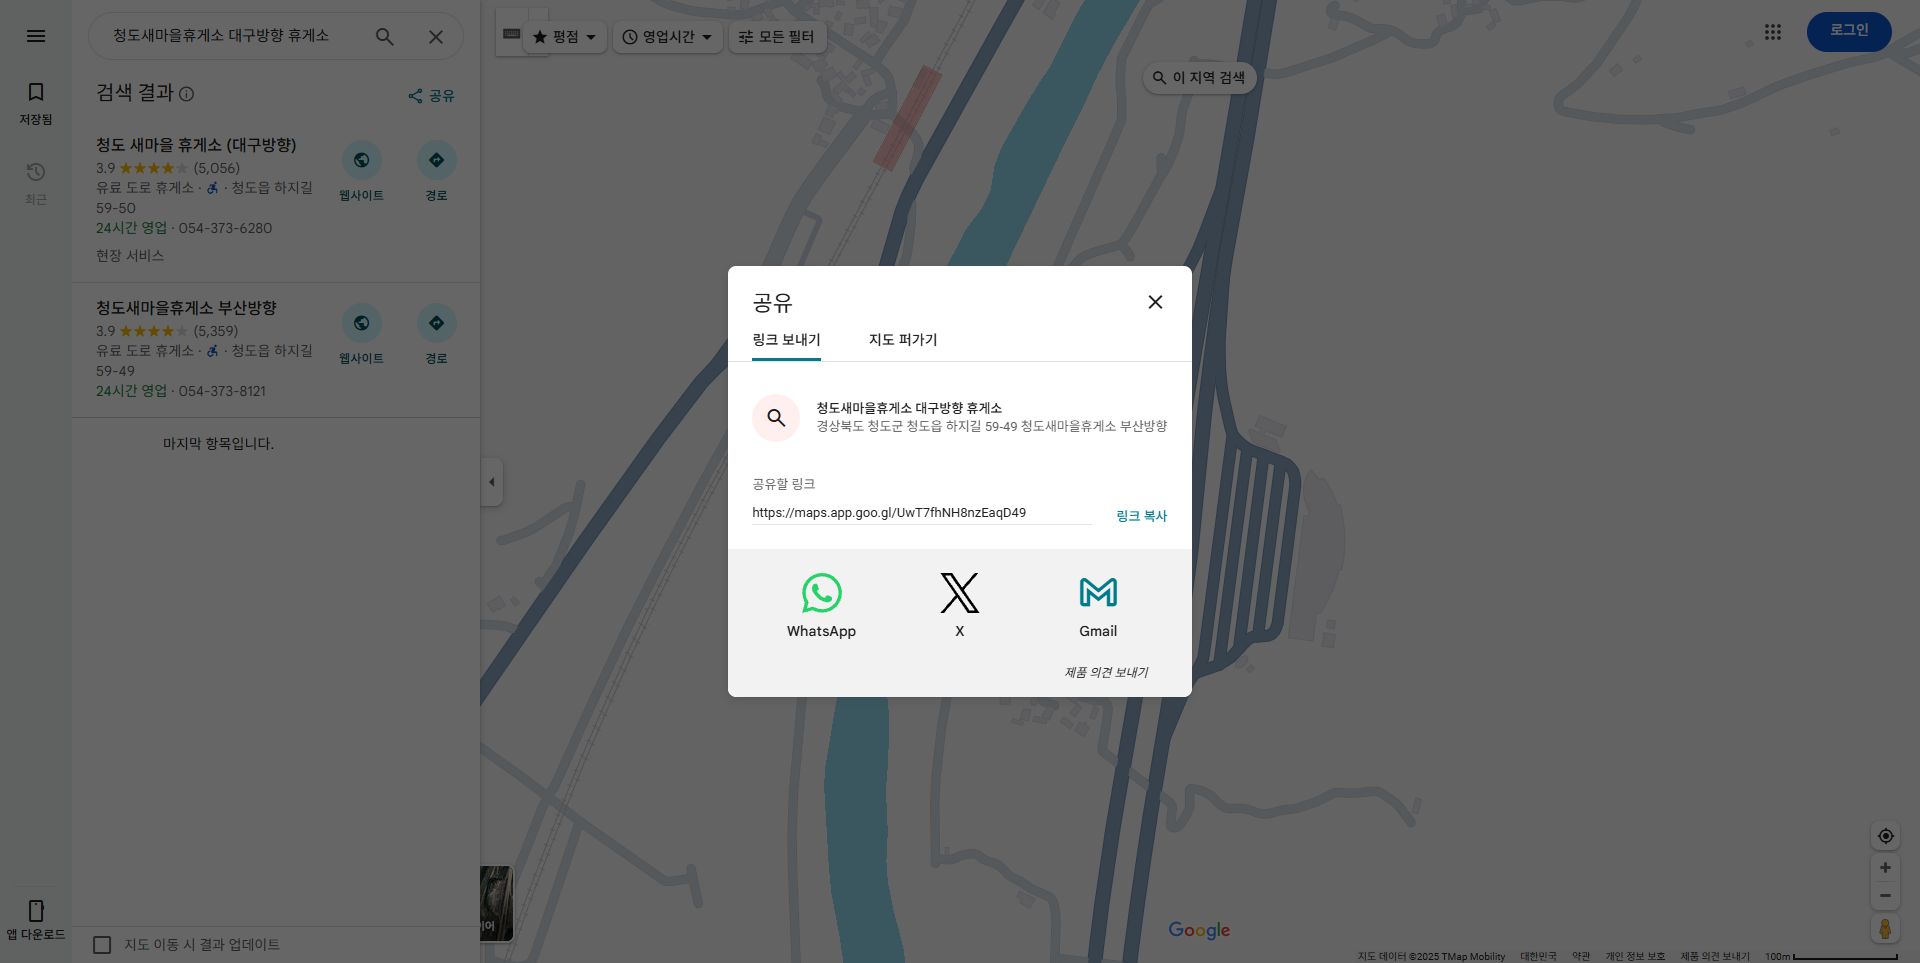 청도새마을휴게소 대구방향 휴게소
저장됨
최근
앱 다운로드
검색 결과
공유
청도 새마을 휴게소 (대구방향)
3.9 ★★★★★ (5,056)
유료 도로 휴게소 · 청도읍 하지길
59-50
24시간 영업 · 054-373-6280
현장 서비스
웹사이트
경로
청도새마을휴게소 부산방향
3.9 ★★★★★ (5,359)
유료 도로 휴게소 · 청도읍 하지길
59-49
24시간 영업 · 054-373-8121
웹사이트
경로
마지막 항목입니다.
지도 이동 시 결과 업데이트
평점
영업시간
모든 필터
이 지역 검색
로그인
공유
링크 보내기
지도 퍼가기
청도새마을휴게소 대구방향 휴게소
경상북도 청도군 청도읍 하지길 59-49 청도새마을휴게소 부산방향
공유할 링크
https://maps.app.goo.gl/UwT7fhNH8nzEaqD49
링크 복사
WhatsApp
X
Gmail
제품 의견 보내기
Google
지도 데이터 ©2025 TMap Mobility
대한민국
약관
개인 정보 보호
제품 의견 보내기
100m